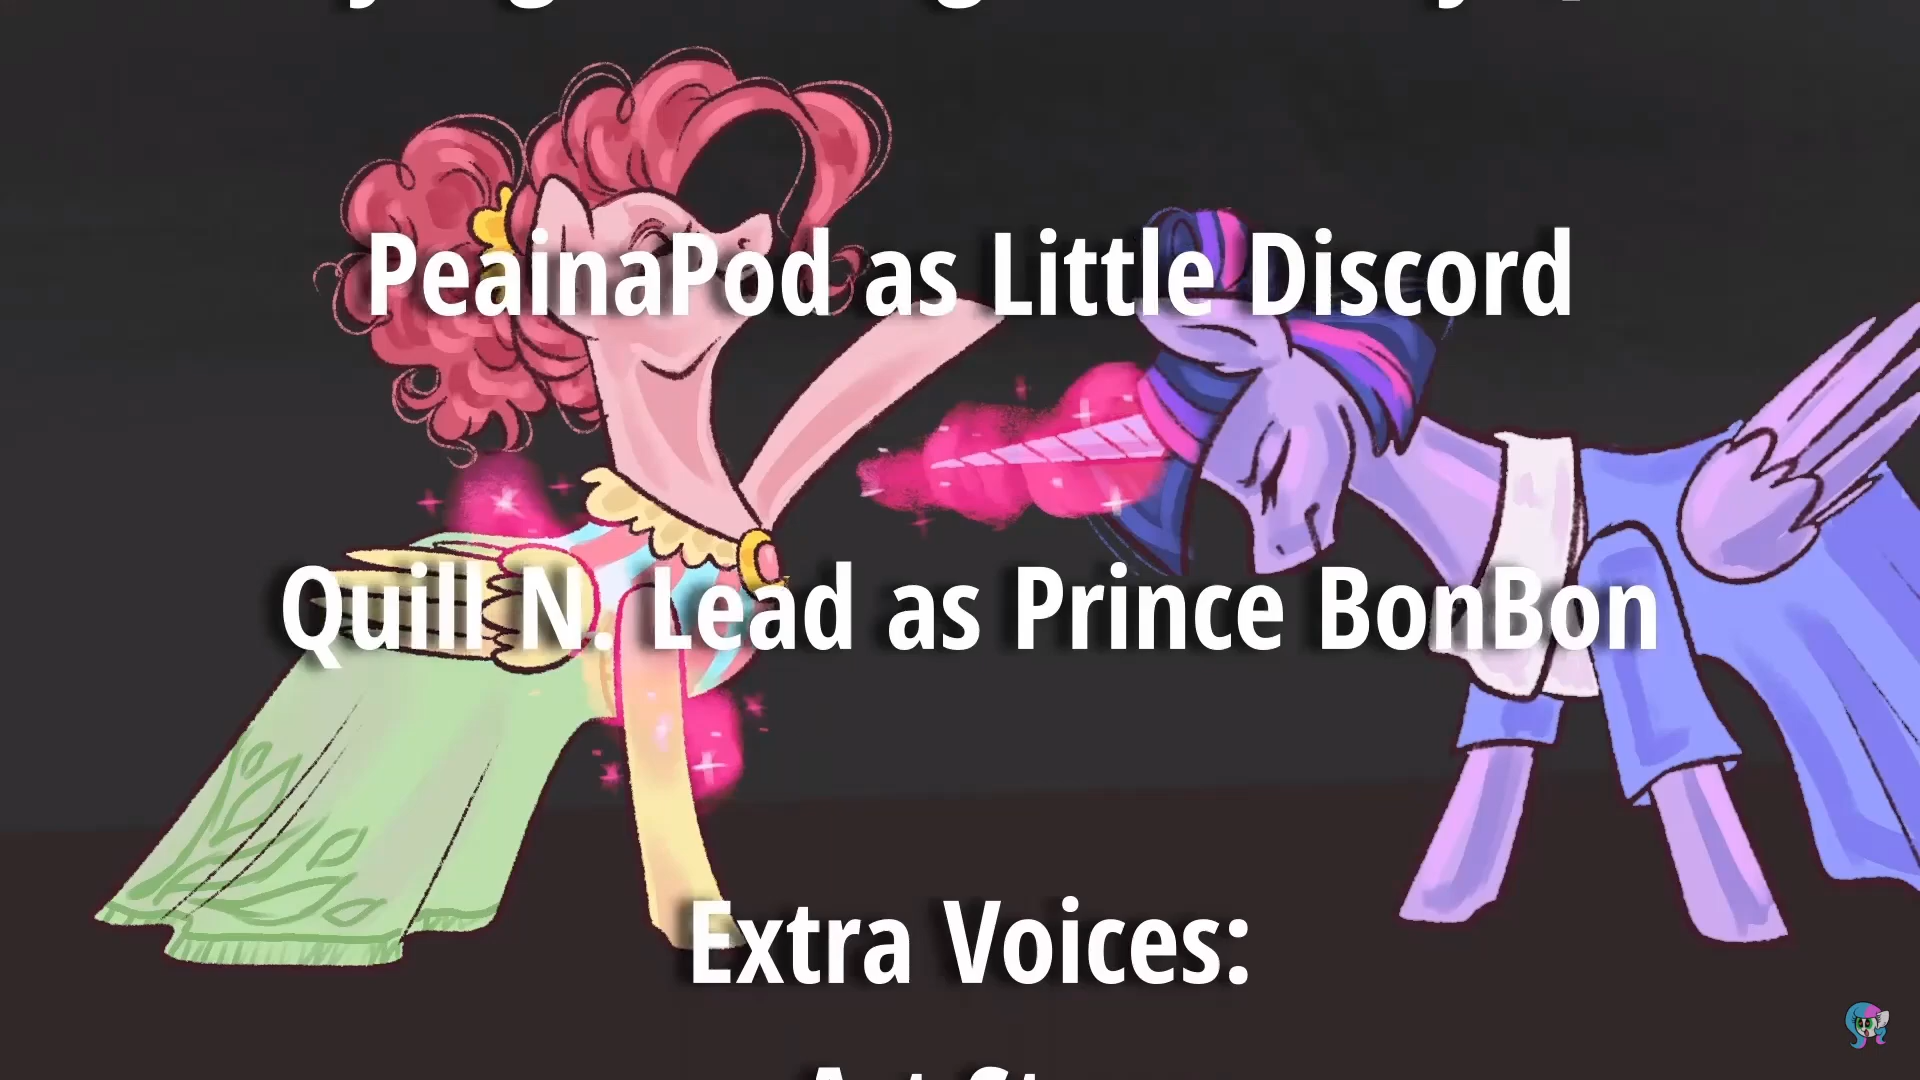 PeainaPod as Little Discord
Quill N. Lead as Prince BonBon
Extra Voices: